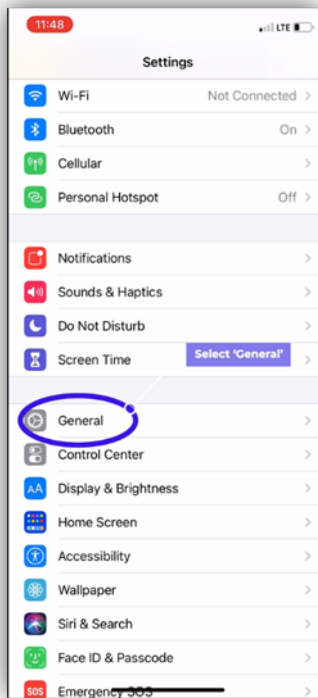 11:48
LTE
Settings
Wi-Fi Not Connected
Bluetooth On
Cellular
Personal Hotspot Off
Notifications
Sounds & Haptics
Do Not Disturb
Screen Time
Select 'General'
General
Control Center
AA Display & Brightness
Home Screen
Accessibility
Wallpaper
Siri & Search
Face ID & Passcode
SOS Emergency SOS